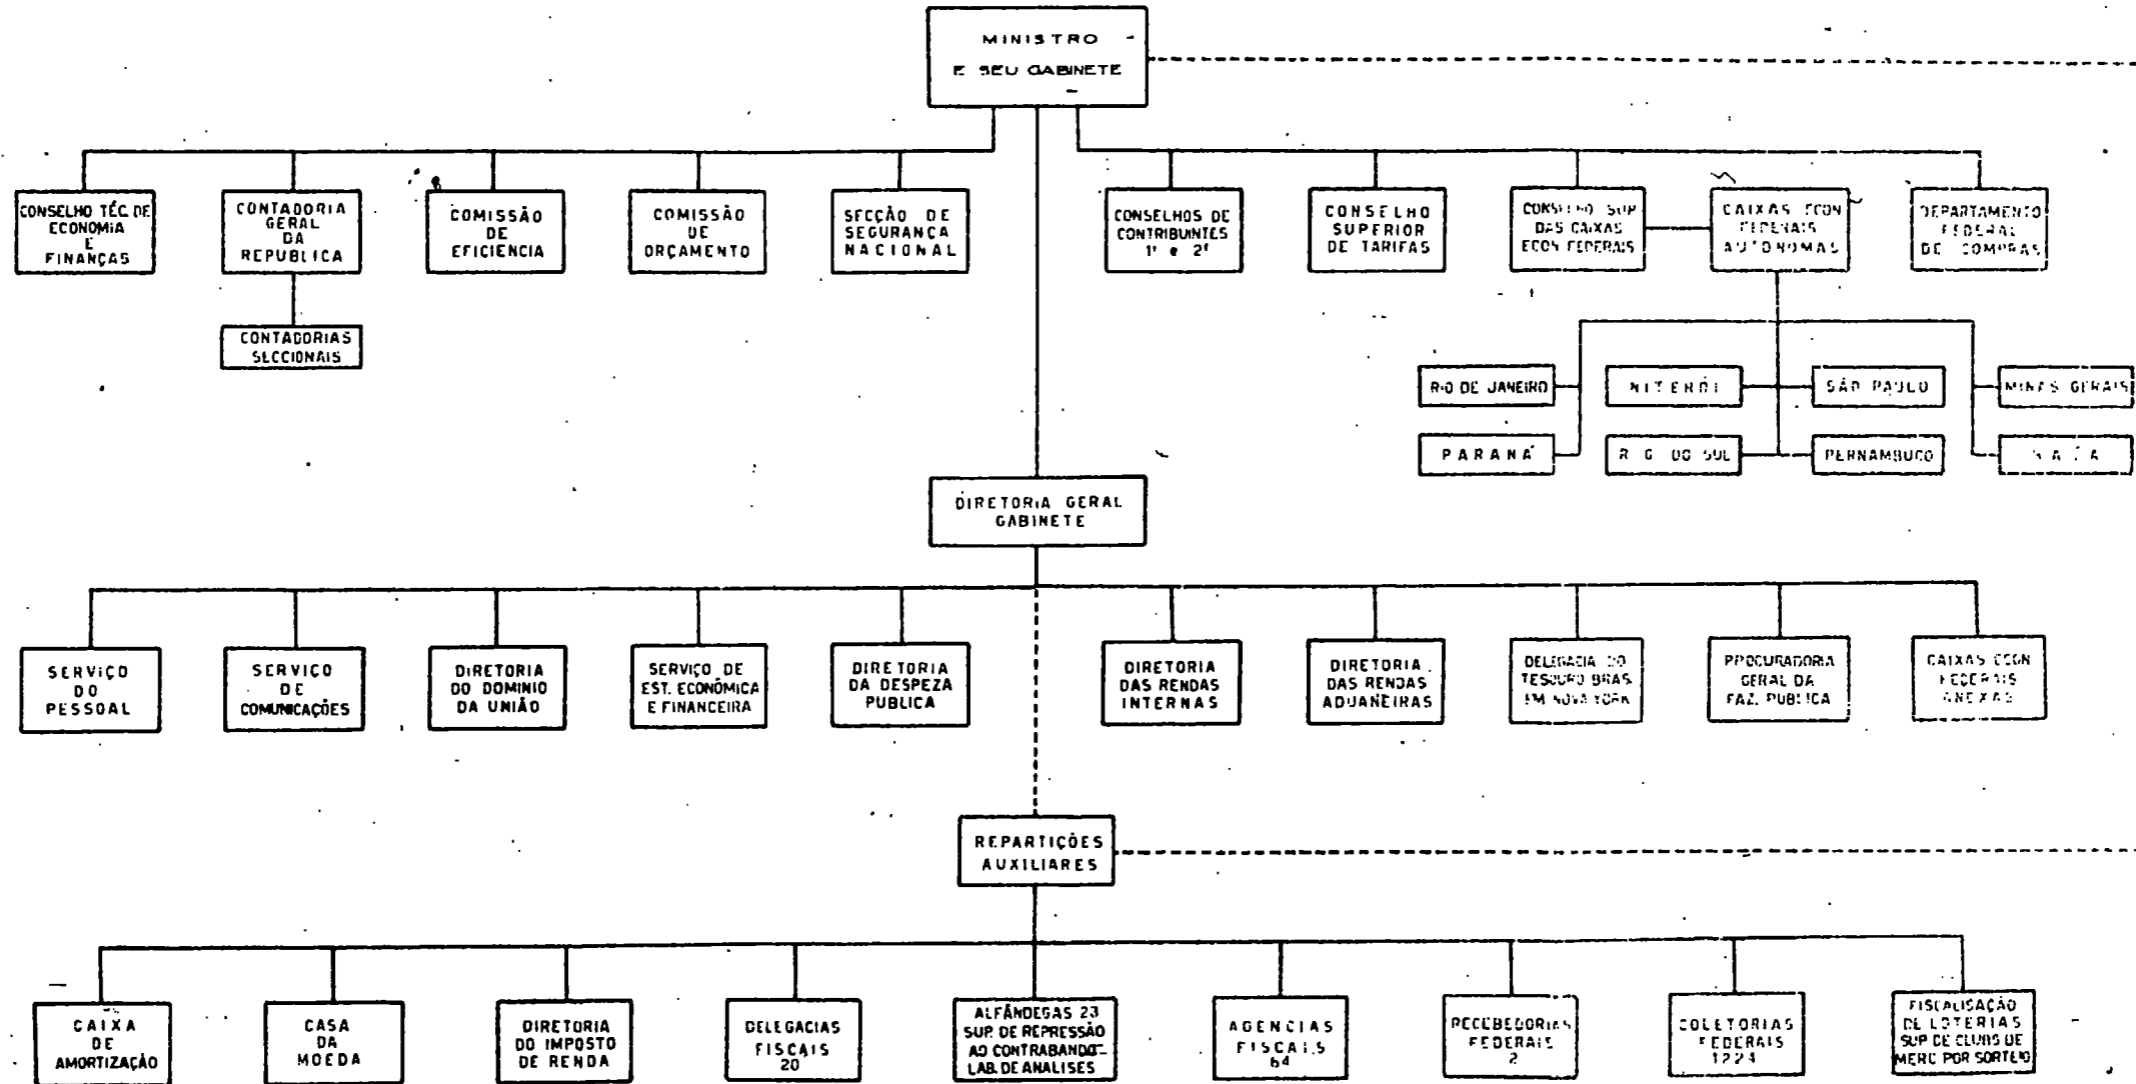 MINISTRO
E SEU GABINETE
CONSELHO TÉC. DE
ECONOMIA
E
FINANÇAS
CONTADORIA
GERAL
DA
REPUBLICA
COMISSÃO
DE
EFICIENCIA
COMISSÃO
DE
ORÇAMENTO
SECÇÃO DE
SEGURANÇA
NACIONAL
CONSELHOS DE
CONTRIBUINTES
1º e 2º
CONSELHO
SUPERIOR
DE TARIFAS
CONSELHO SUP
DAS CAIXAS
ECON FEDERAIS
CAIXAS ECON
FEDERAIS
AUTONOMAS
DEPARTAMENTO
FEDERAL
DE COMPRAS
CONTADORIAS
SECCIONAIS
RIO DE JANEIRO
NITERÓI
SÃO PAULO
MINAS GERAIS
PARANÁ
R G DO SUL
PERNAMBUCO
DIRETORIA GERAL
GABINETE
SERVIÇO
DO
PESSOAL
SERVIÇO
DE
COMUNICAÇÕES
DIRETORIA
DO DOMINIO
DA UNIÃO
SERVIÇO DE
EST. ECONÔMICA
E FINANCEIRA
DIRETORIA
DA DESPEZA
PUBLICA
DIRETORIA
DAS RENDAS
INTERNAS
DIRETORIA
DAS RENDAS
ADUANEIRAS
DELEGACIA DO
TESOURO BRAS.
EM NOVA YORK
PROCURADORIA
GERAL DA
FAZ. PUBLICA
CAIXAS ECON
FEDERAIS
ANEXAS
REPARTIÇÕES
AUXILIARES
CAIXA
DE
AMORTIZAÇÃO
CASA
DA
MOEDA
DIRETORIA
DO IMPOSTO
DE RENDA
DELEGACIAS
FISCAIS
20
ALFÂNDEGAS 23
SUP. DE REPRESSÃO
AO CONTRABANDO
LAB. DE ANALISES
AGENCIAS
FISCAIS
64
RECEBEDORIAS
FEDERAIS
2
COLETORIAS
FEDERAIS
1224
FISCALISAÇÃO
DE LOTERIAS
SUP DE CLUBS DE
MERC POR SORTEIO